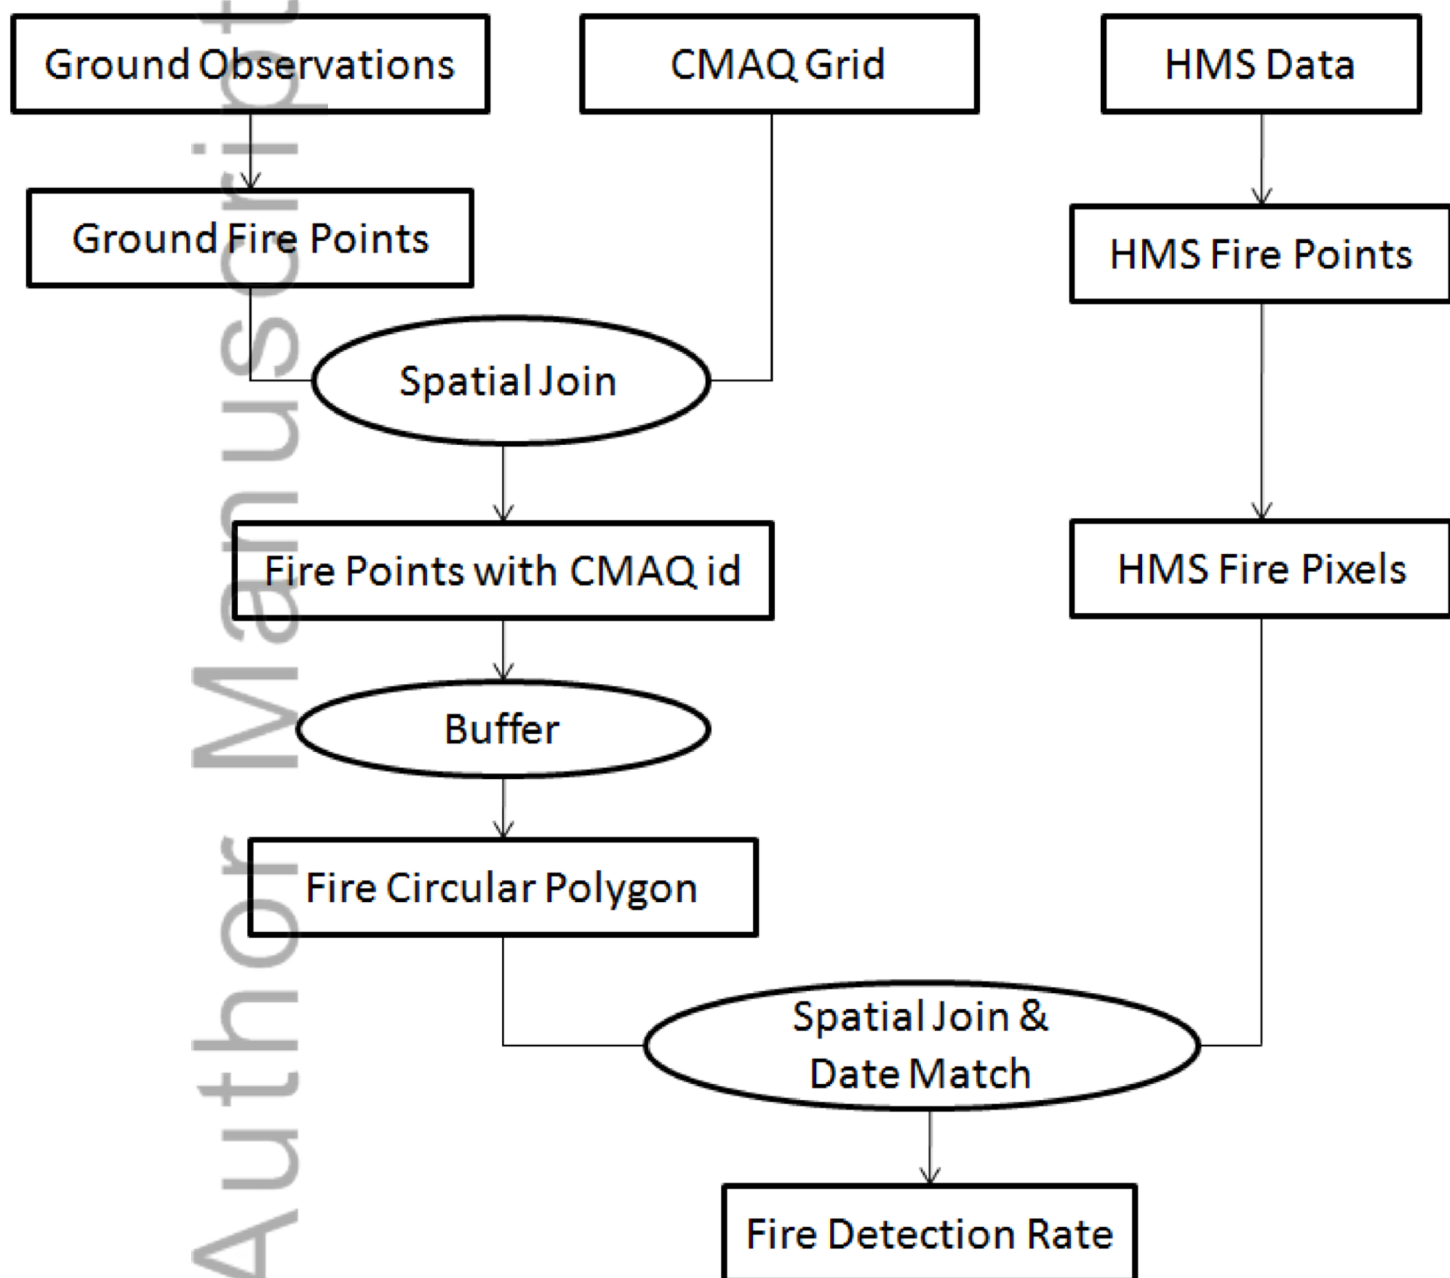 Ground Observations
CMAQ Grid
HMS Data
Ground Fire Points
HMS Fire Points
Spatial Join
Fire Points with CMAQ id
HMS Fire Pixels
Buffer
Fire Circular Polygon
Spatial Join &
Date Match
Fire Detection Rate
Author Manuscript